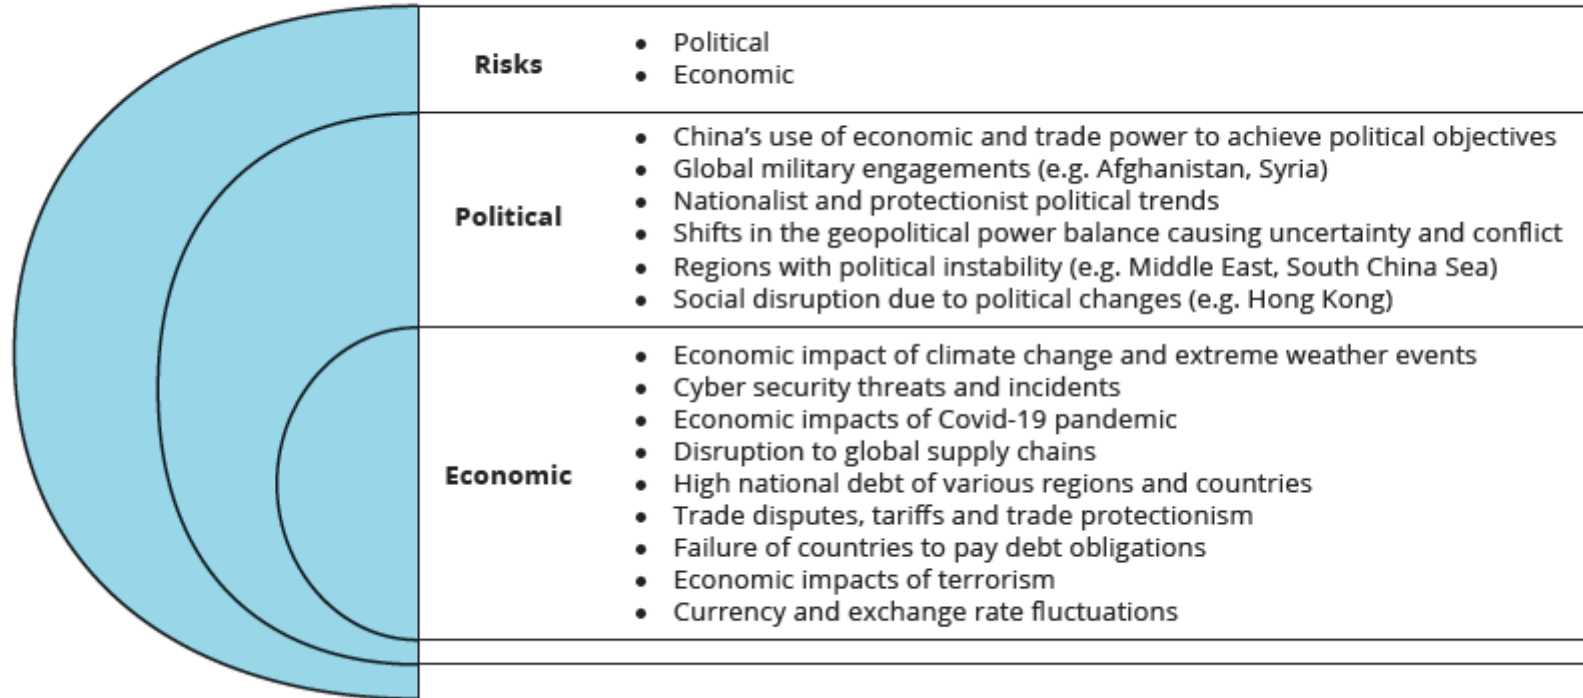 Risks
• Political
• Economic
Political
• China’s use of economic and trade power to achieve political objectives
• Global military engagements (e.g. Afghanistan, Syria)
• Nationalist and protectionist political trends
• Shifts in the geopolitical power balance causing uncertainty and conflict
• Regions with political instability (e.g. Middle East, South China Sea)
• Social disruption due to political changes (e.g. Hong Kong)
Economic
• Economic impact of climate change and extreme weather events
• Cyber security threats and incidents
• Economic impacts of Covid-19 pandemic
• Disruption to global supply chains
• High national debt of various regions and countries
• Trade disputes, tariffs and trade protectionism
• Failure of countries to pay debt obligations
• Economic impacts of terrorism
• Currency and exchange rate fluctuations